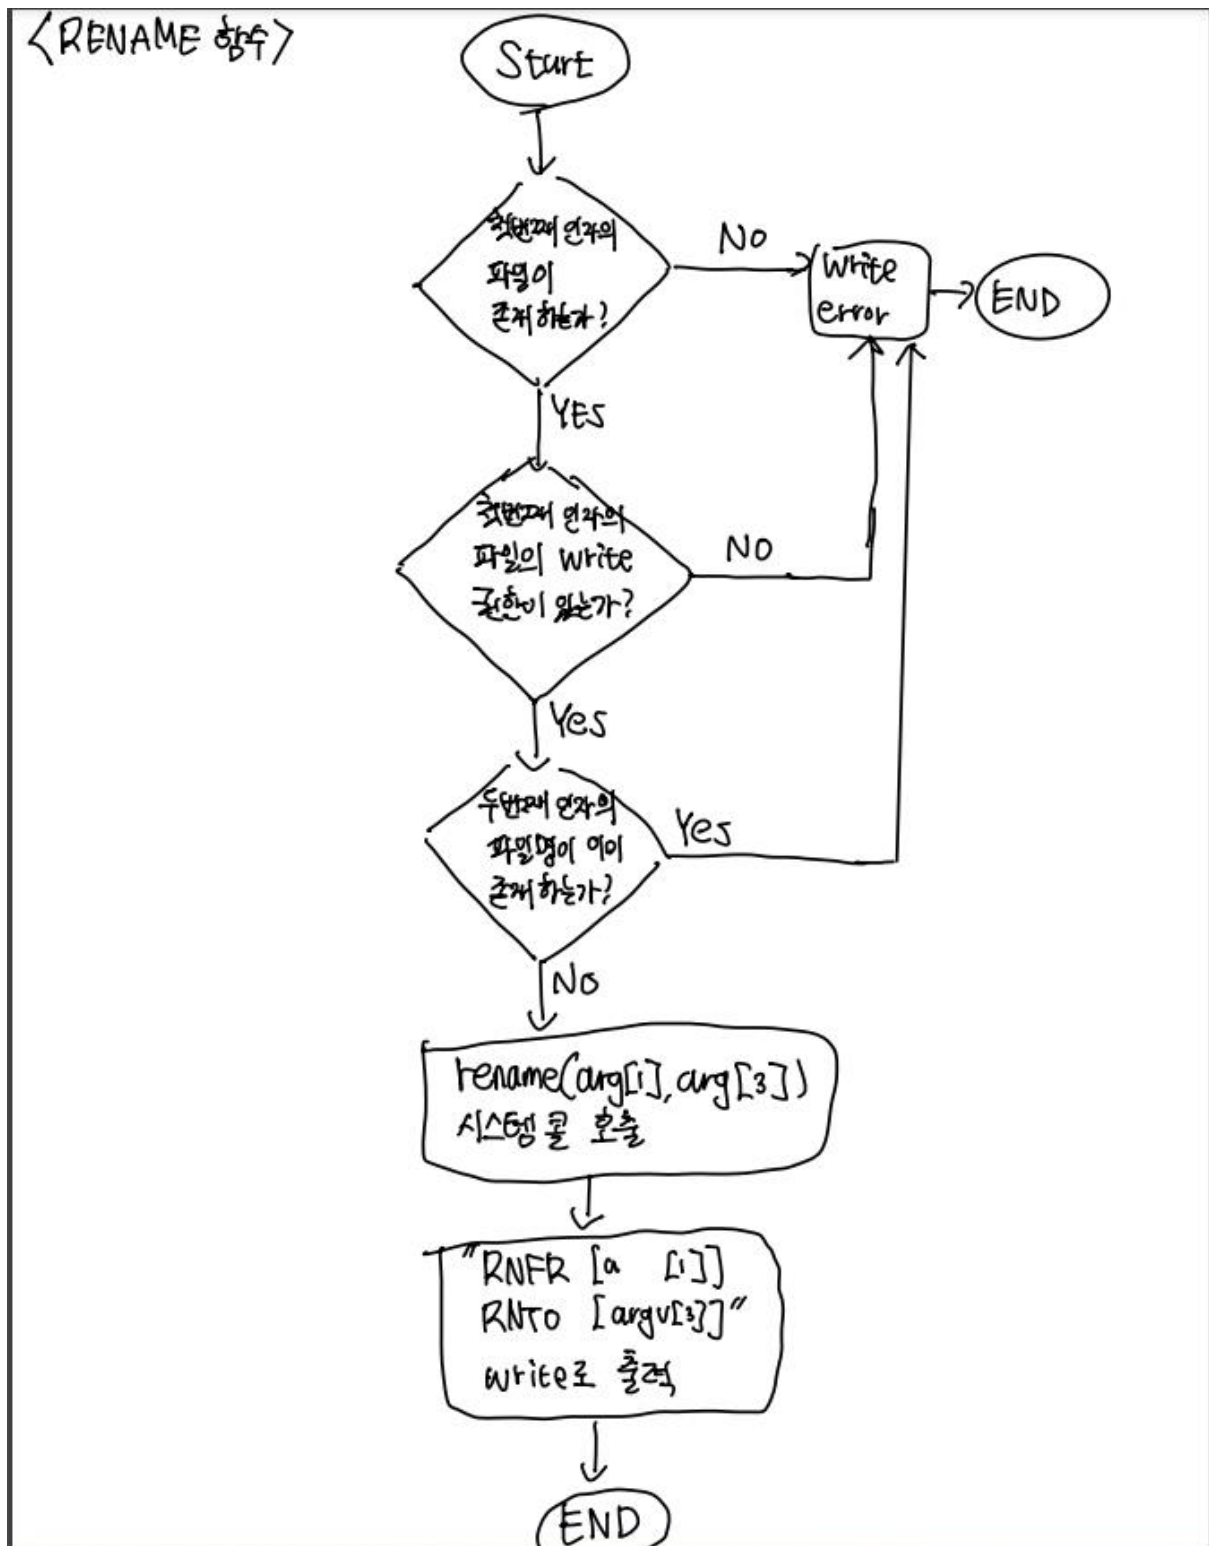 <RENAME 함수>
Start
첫번째 인자의
파일이
존재하는가?
NO
Write
error
END
YES
첫번째 인자의
파일의 write
권한이 있는가?
NO
Yes
두번째 인자의
파일명이 이미
존재하는가?
Yes
NO
rename(arg[1], arg[3])
시스템 콜 호출
"RNFR [a [1]]
RNTO [argv[3]]"
write로 출력
END